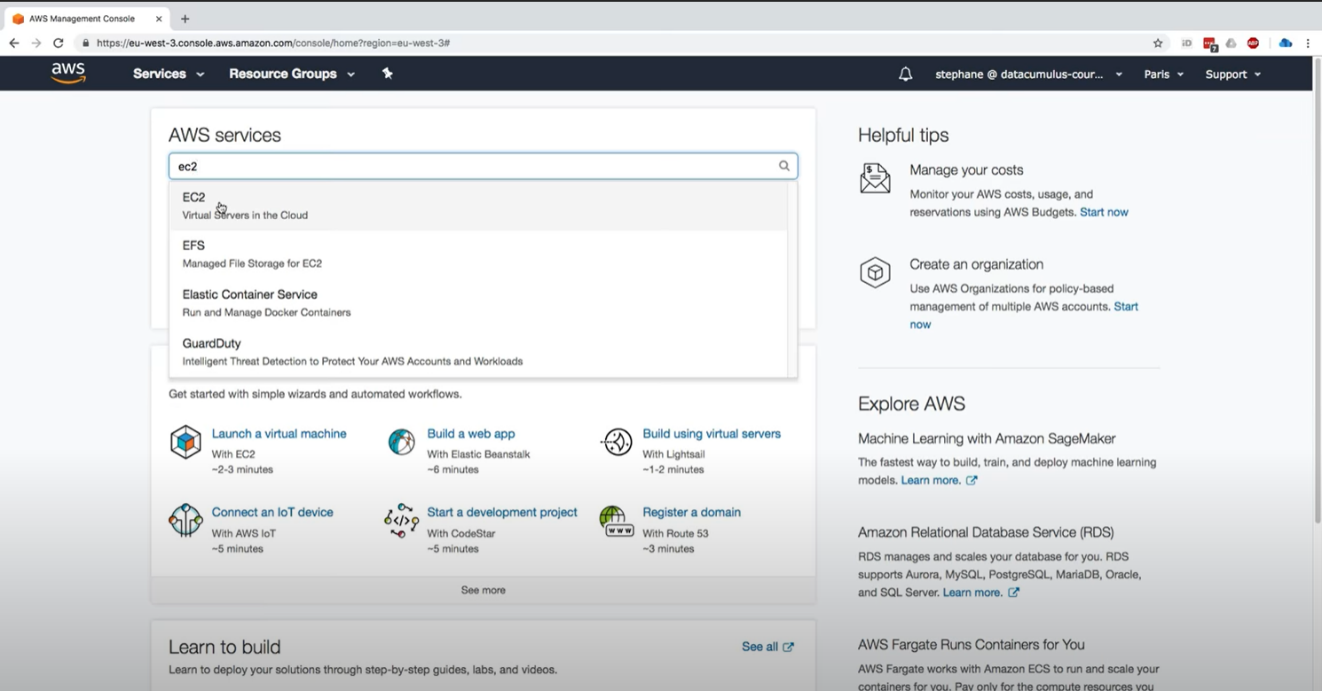 AWS Management Console
https://eu-west-3.console.aws.amazon.com/console/home?region=eu-west-3#
ID
7
ABP
aws
Services
Resource Groups
stephane @ datacumulus-cour...
Paris
Support
AWS services
ec2
EC2
Virtual Servers in the Cloud
EFS
Managed File Storage for EC2
Elastic Container Service
Run and Manage Docker Containers
GuardDuty
Intelligent Threat Detection to Protect Your AWS Accounts and Workloads
Get started with simple wizards and automated workflows.
Launch a virtual machine
With EC2
~2-3 minutes
Build a web app
With Elastic Beanstalk
~6 minutes
Build using virtual servers
With Lightsail
~1-2 minutes
Connect an IoT device
With AWS IoT
~5 minutes
Start a development project
With CodeStar
~5 minutes
Register a domain
With Route 53
~3 minutes
WWW
See more
Learn to build
See all
Learn to deploy your solutions through step-by-step guides, labs, and videos.
Helpful tips
Manage your costs
Monitor your AWS costs, usage, and
reservations using AWS Budgets. Start now
Create an organization
Use AWS Organizations for policy-based
management of multiple AWS accounts. Start
now
Explore AWS
Machine Learning with Amazon SageMaker
The fastest way to build, train, and deploy machine learning
models. Learn more.
Amazon Relational Database Service (RDS)
RDS manages and scales your database for you. RDS
supports Aurora, MySQL, PostgreSQL, MariaDB, Oracle,
and SQL Server. Learn more.
AWS Fargate Runs Containers for You
AWS Fargate works with Amazon ECS to run and scale your
containers for you. Pay only for the compute resources you